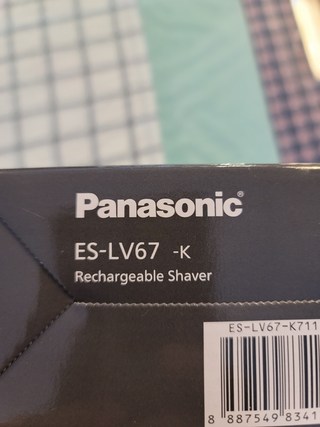 Panasonic®
ES-LV67 -K
Rechargeable Shaver
ES-LV67-K711
8 887549 8341